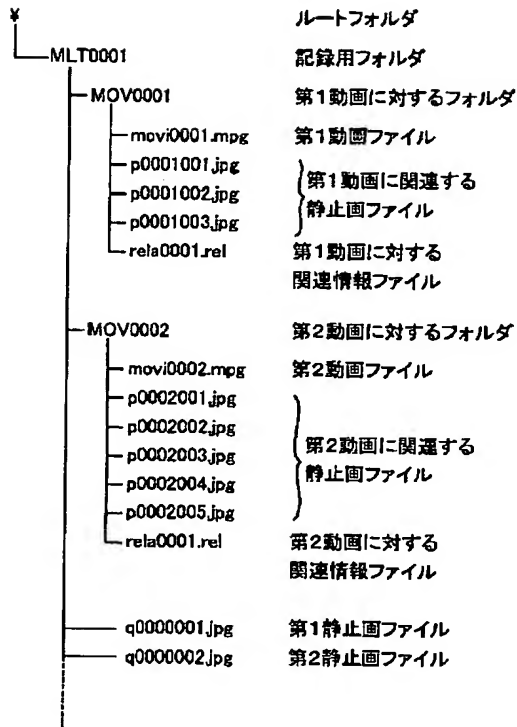 ¥ ルートフォルダ
MLT0001 記録用フォルダ
MOV0001 第1動画に対するフォルダ
movi0001.mpg 第1動画ファイル
p0001001.jpg
p0001002.jpg 第1動画に関連する
p0001003.jpg 静止画ファイル
rela0001.rel 第1動画に対する
関連情報ファイル
MOV0002 第2動画に対するフォルダ
movi0002.mpg 第2動画ファイル
p0002001.jpg
p0002002.jpg
p0002003.jpg 第2動画に関連する
p0002004.jpg 静止画ファイル
p0002005.jpg
rela0001.rel 第2動画に対する
関連情報ファイル
q0000001.jpg 第1静止画ファイル
q0000002.jpg 第2静止画ファイル